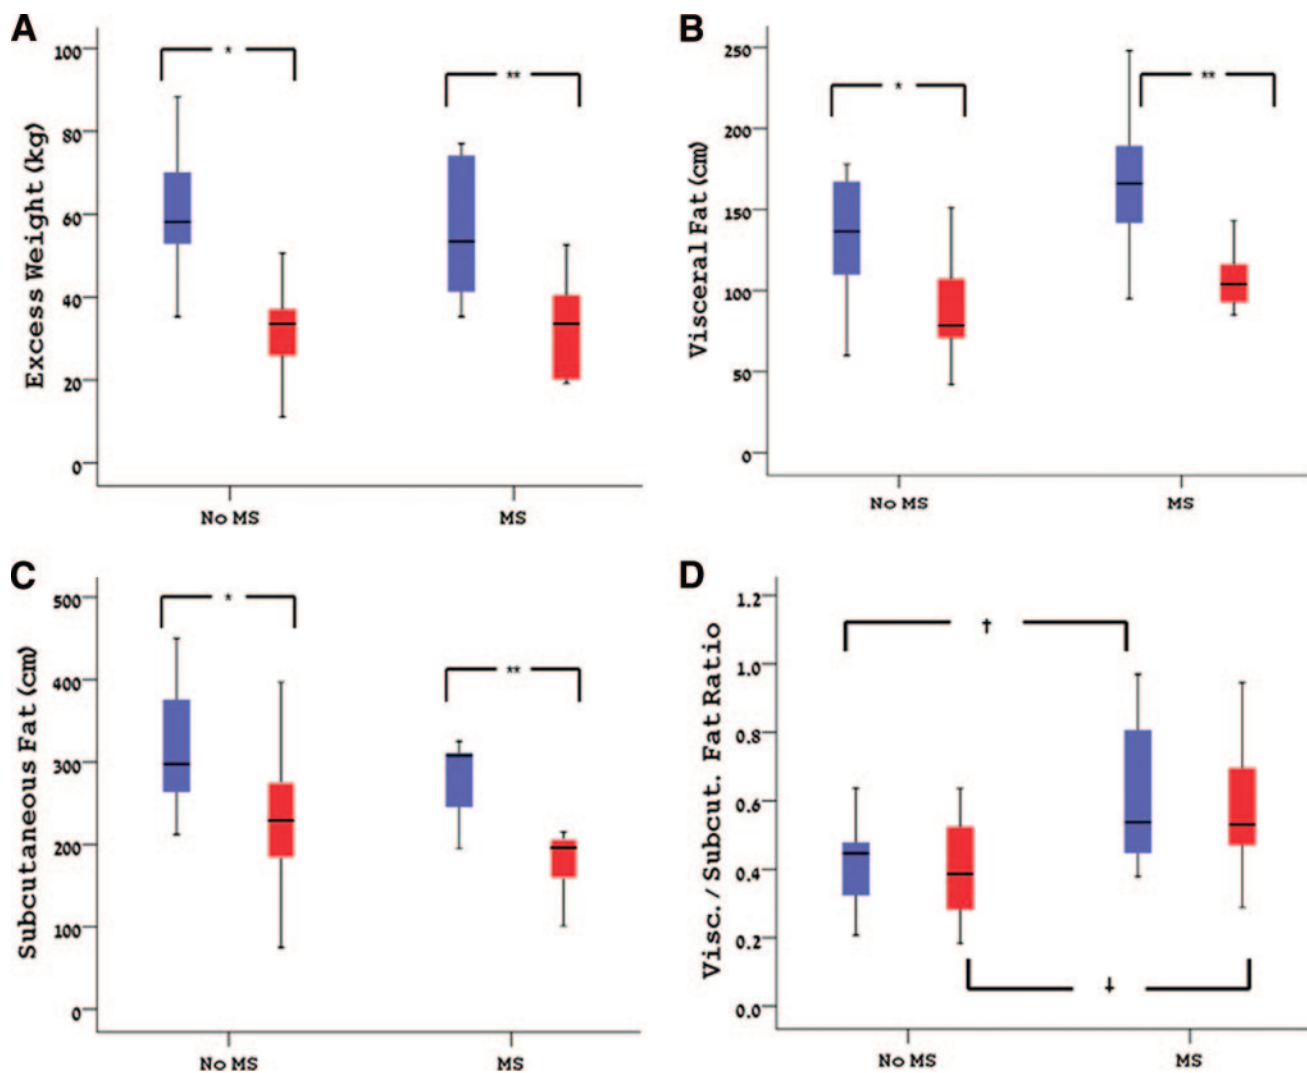 A
Excess Weight (kg)
100
80
60
40
20
0
*
**
No MS
MS
B
Visceral Fat (cm)
250
200
150
100
50
0
*
**
No MS
MS
C
Subcutaneous Fat (cm)
500
400
300
200
100
0
*
**
No MS
MS
D
Visc. / Subcut. Fat Ratio
1.2
1.0
0.8
0.6
0.4
0.2
0.0
†
ɟ
No MS
MS